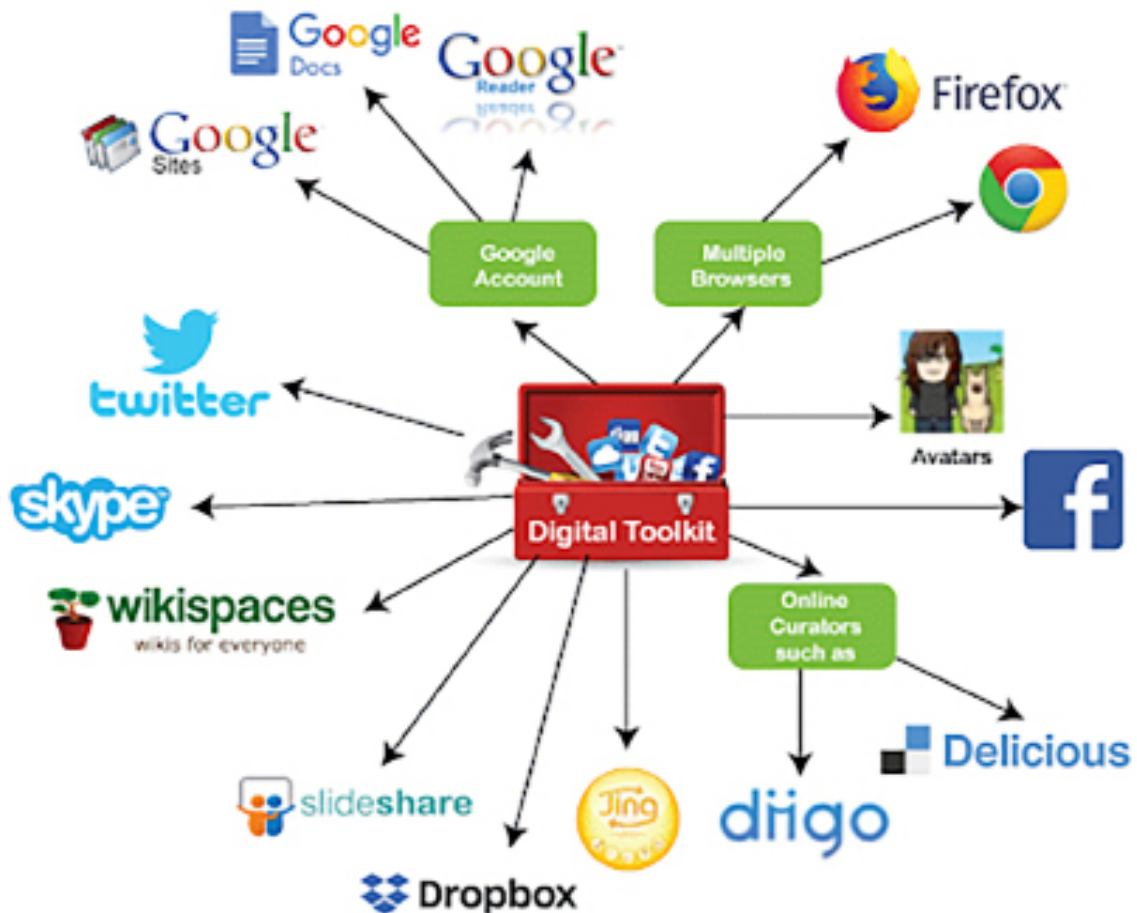 Google
Docs
Google
Reader
Firefox
Google
Sites
Google
Account
Multiple
Browsers
twitter
Avatars
skype
Digital Toolkit
wikispaces
wikis for everyone
Online
Curators
such as
Delicious
slideshare
Jing
diigo
Dropbox